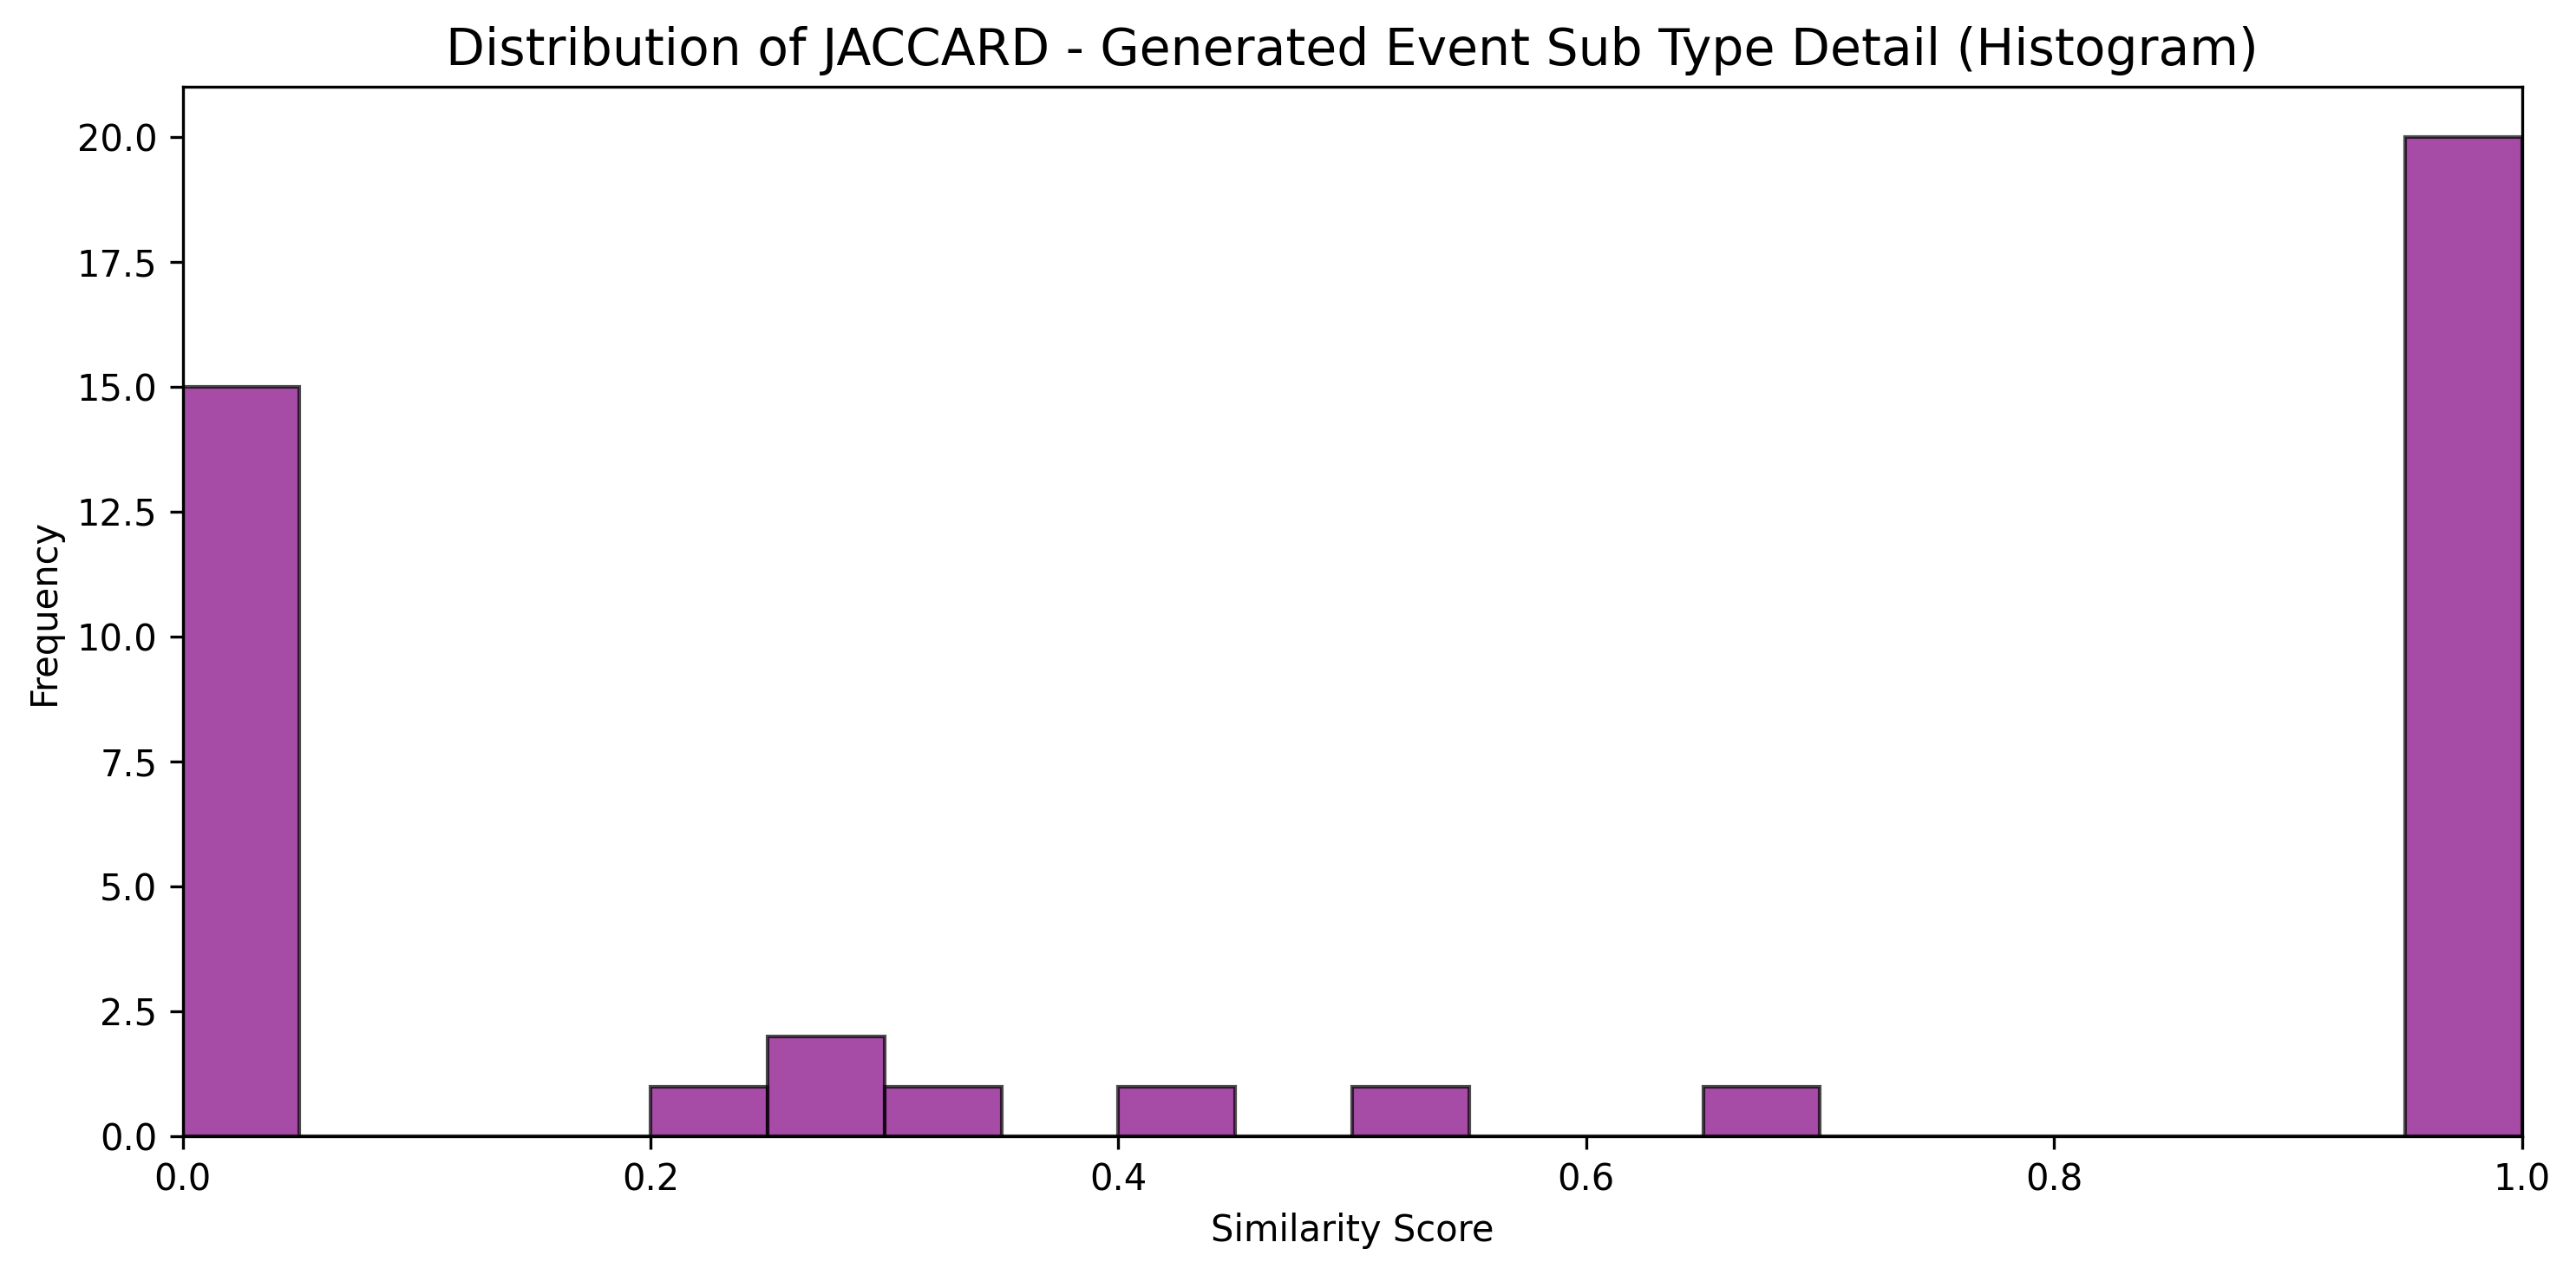 Distribution of JACCARD - Generated Event Sub Type Detail (Histogram)
20.0
17.5
15.0
12.5
10.0
7.5
5.0
2.5
0.0
Frequency
0.0 0.2 0.4 0.6 0.8 1.0
Similarity Score